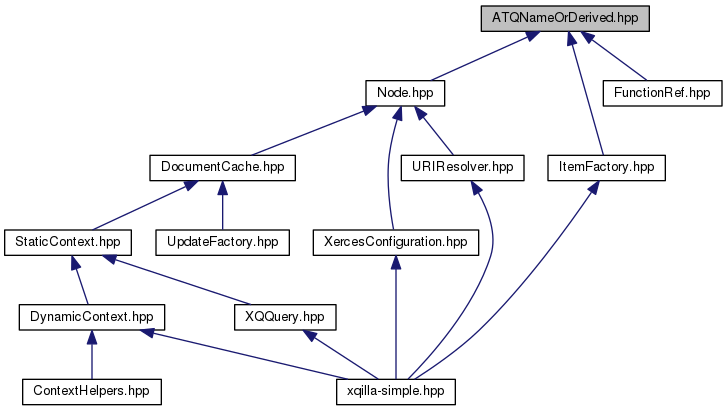 ATQNameOrDerived.hpp
Node.hpp
FunctionRef.hpp
DocumentCache.hpp
URIResolver.hpp
ItemFactory.hpp
StaticContext.hpp
UpdateFactory.hpp
XercesConfiguration.hpp
DynamicContext.hpp
XQQuery.hpp
ContextHelpers.hpp
xqilla-simple.hpp